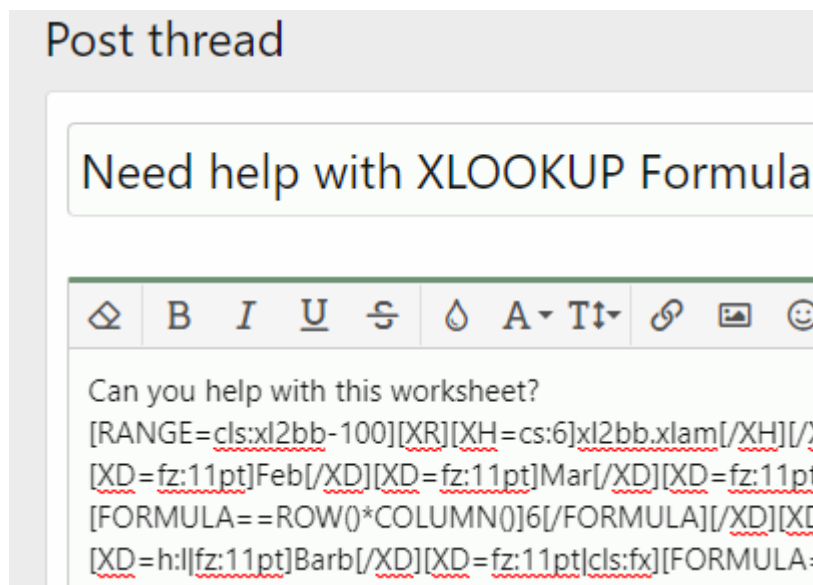 Post thread
Need help with XLOOKUP Formula
B I U S A T
Can you help with this worksheet?
[RANGE=cls:xl2bb-100][XR][XH=cs:6]xl2bb.xlam[/XH][/X
[XD=fz:11pt]Feb[/XD][XD=fz:11pt]Mar[/XD][XD=fz:11pt
[FORMULA==ROW()*COLUMN()]6[/FORMULA][/XD][XD
[XD=h:l|fz:11pt]Barb[/XD][XD=fz:11pt|cls:fx][FORMULA=